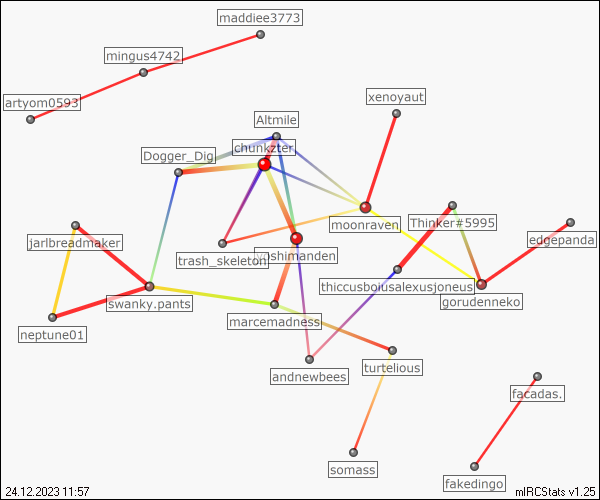 maddiee3773
mingus4742
artyom0593
xenoyaut
Altmile
chunkzter
Dogger_Dig
moonraven
Thinker#5995
edgepanda
jarlbreadmaker
trash_skeleton
yoshimanden
thiccusboiusalexusjoneus
gorudenneko
swanky.pants
marcemadness
neptune01
turtelious
andnewbees
facadas.
somass
fakedingo
24.12.2023 11:57
mIRCStats v1.25